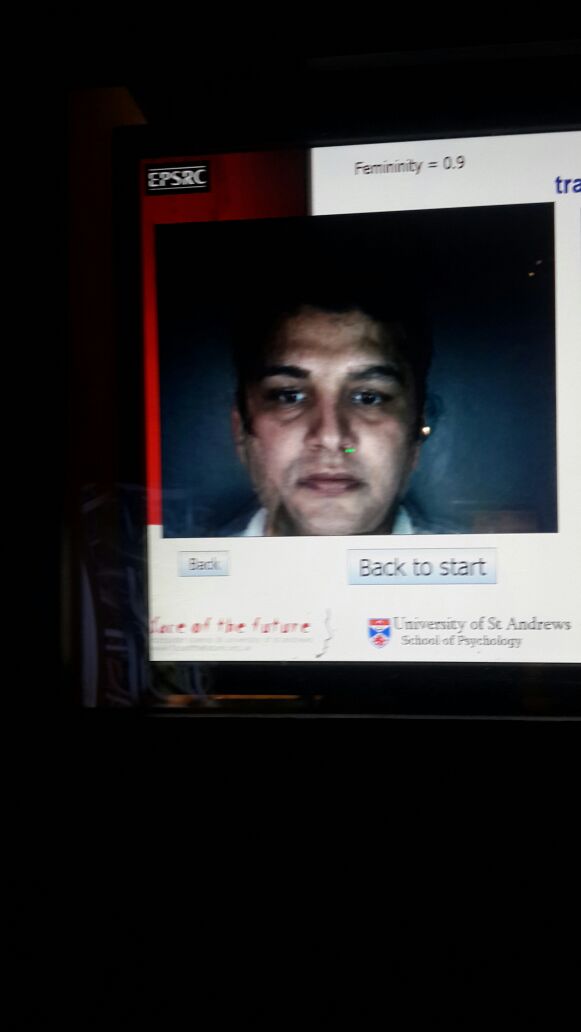 EPSRC
Femininity = 0.9
tra
Back
Back to start
face of the future
University of St Andrews
School of Psychology